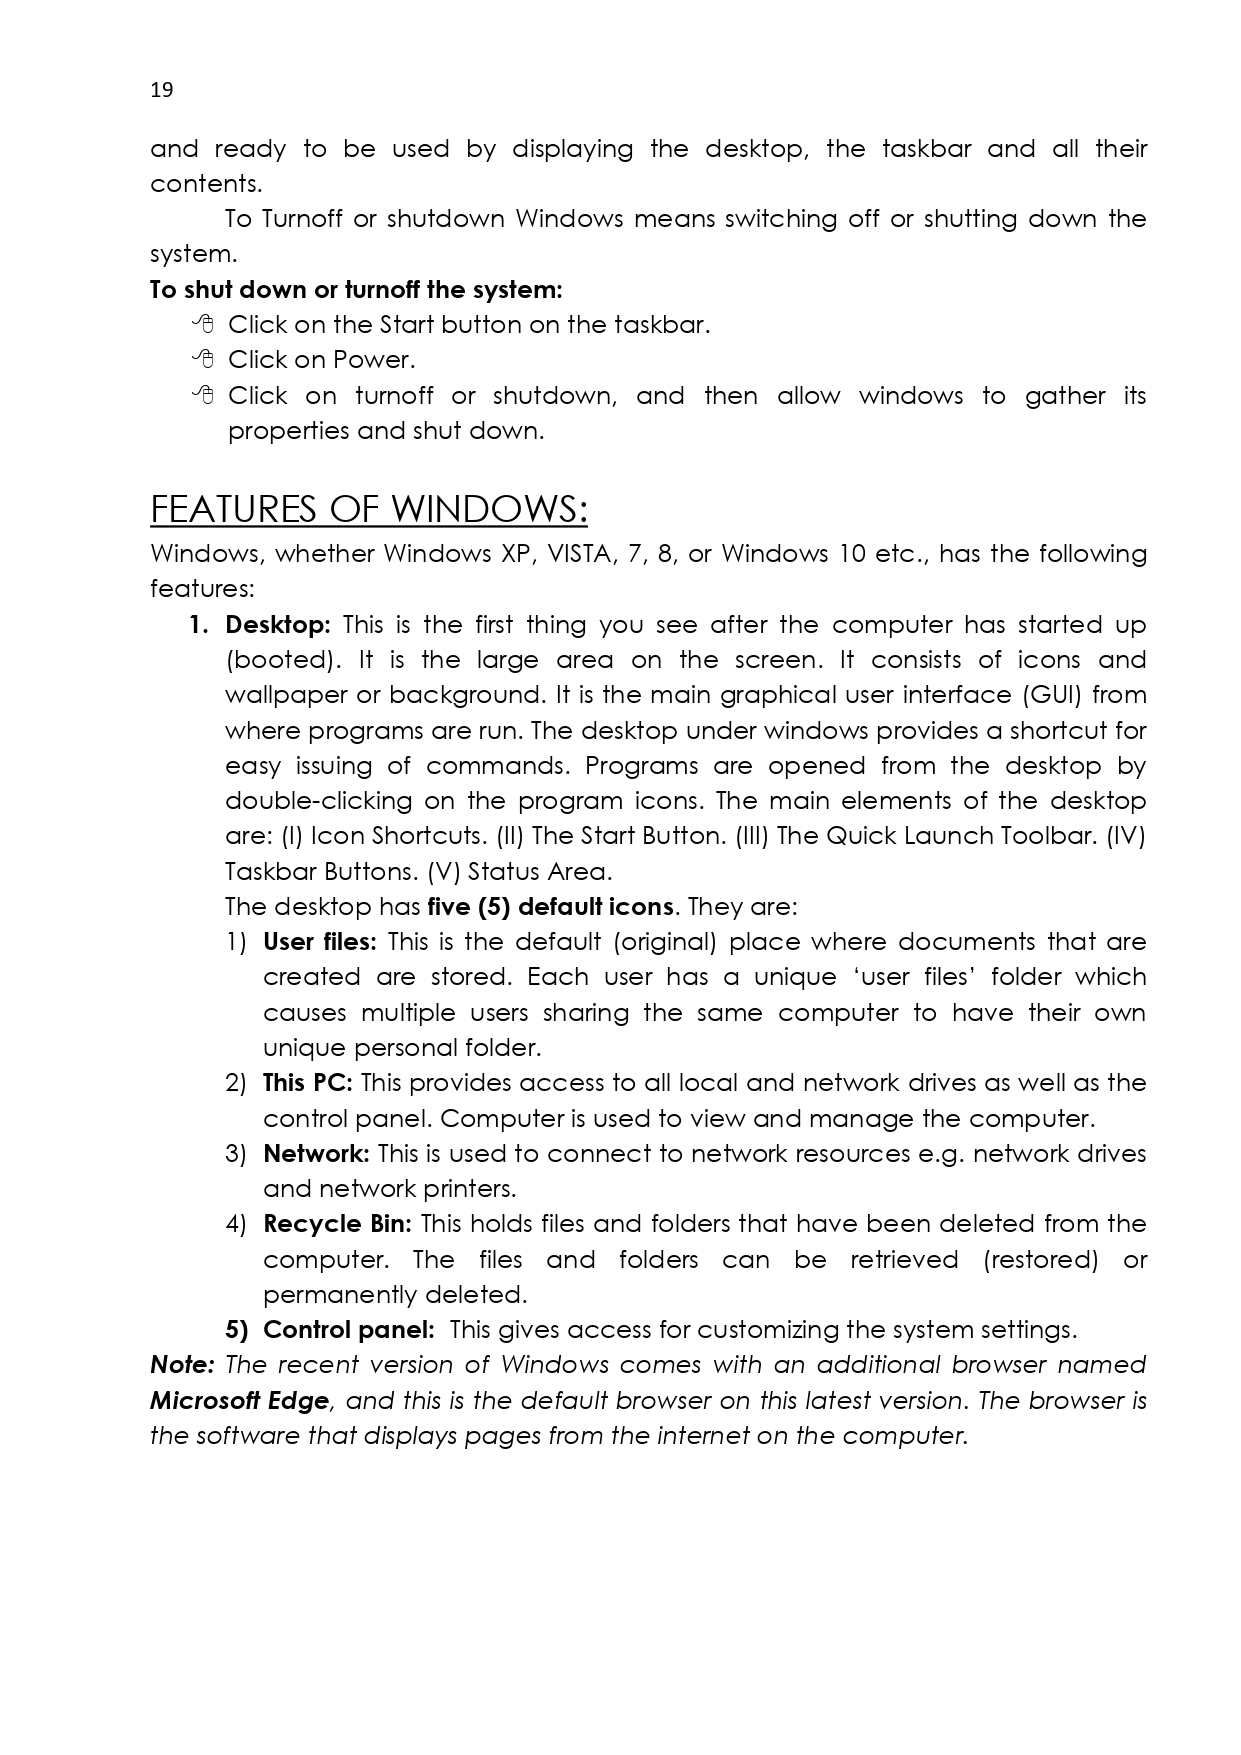 19
and ready to be used by displaying the desktop, the taskbar and all their
contents.
To Turnoff or shutdown Windows means switching off or shutting down the
system.
To shut down or turnoff the system:
Click on the Start button on the taskbar.
Click on Power.
Click on turnoff or shutdown, and then allow windows to gather its
properties and shut down.
FEATURES OF WINDOWS:
Windows, whether Windows XP, VISTA, 7, 8, or Windows 10 etc., has the following
features:
1. Desktop: This is the first thing you see after the computer has started up
(booted). It is the large area on the screen. It consists of icons and
wallpaper or background. It is the main graphical user interface (GUI) from
where programs are run. The desktop under windows provides a shortcut for
easy issuing of commands. Programs are opened from the desktop by
double-clicking on the program icons. The main elements of the desktop
are: (I) Icon Shortcuts. (II) The Start Button. (III) The Quick Launch Toolbar. (IV)
Taskbar Buttons. (V) Status Area.
The desktop has five (5) default icons. They are:
1) User files: This is the default (original) place where documents that are
created are stored. Each user has a unique ‘user files’ folder which
causes multiple users sharing the same computer to have their own
unique personal folder.
2) This PC: This provides access to all local and network drives as well as the
control panel. Computer is used to view and manage the computer.
3) Network: This is used to connect to network resources e.g. network drives
and network printers.
4) Recycle Bin: This holds files and folders that have been deleted from the
computer. The files and folders can be retrieved (restored) or
permanently deleted.
5) Control panel: This gives access for customizing the system settings.
Note: The recent version of Windows comes with an additional browser named
Microsoft Edge, and this is the default browser on this latest version. The browser is
the software that displays pages from the internet on the computer.